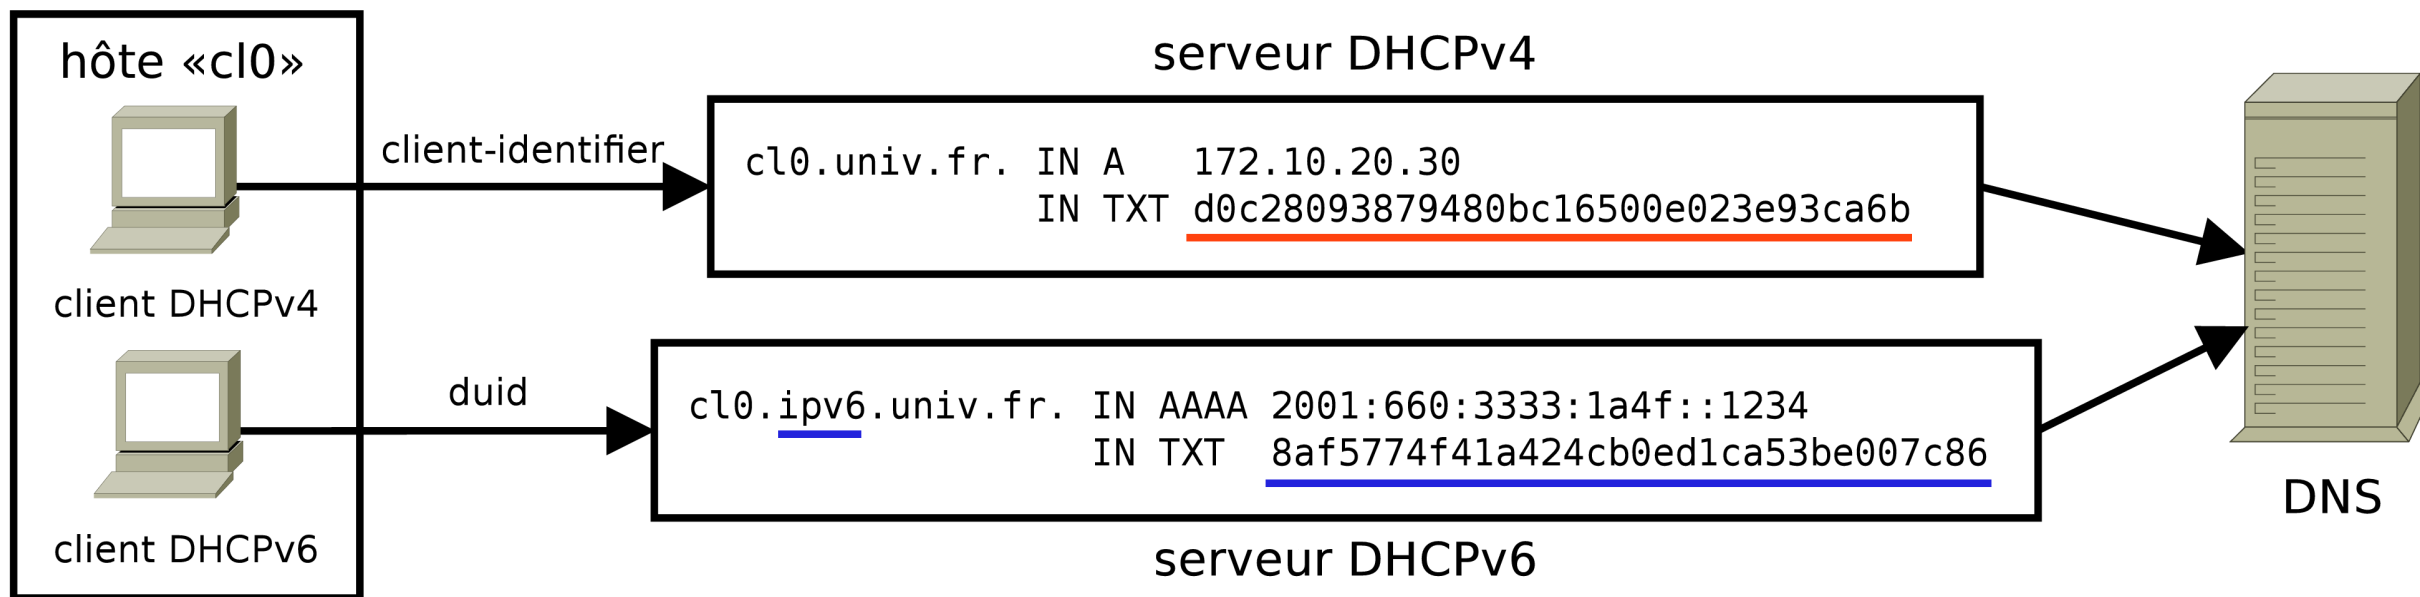 hôte «cl0»
client DHCPv4
client DHCPv6
client-identifier
duid
serveur DHCPv4
cl0.univ.fr. IN A 172.10.20.30
IN TXT d0c28093879480bc16500e023e93ca6b
cl0.ipv6.univ.fr. IN AAAA 2001:660:3333:1a4f::1234
IN TXT 8af5774f41a424cb0ed1ca53be007c86
serveur DHCPv6
DNS